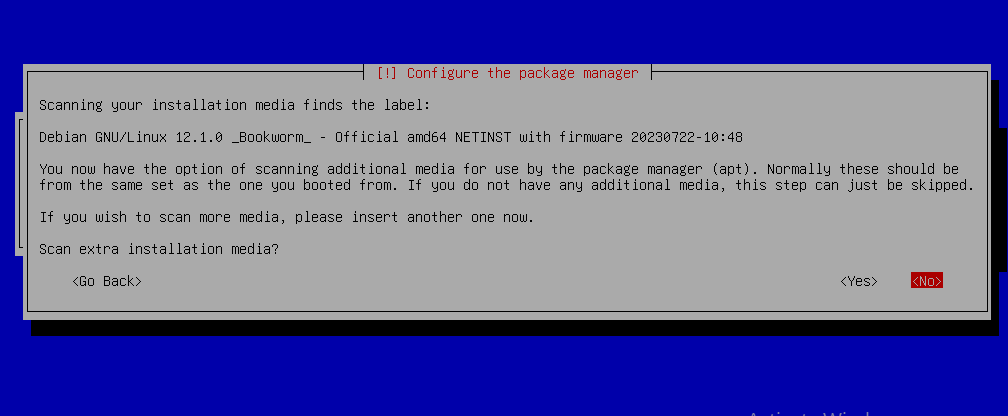 [!] Configure the package manager
Scanning your installation media finds the label:
Debian GNU/Linux 12.1.0 _Bookworm_ - Official amd64 NETINST with firmware 20230722-10:48
You now have the option of scanning additional media for use by the package manager (apt). Normally these should be
from the same set as the one you booted from. If you do not have any additional media, this step can just be skipped.
If you wish to scan more media, please insert another one now.
Scan extra installation media?
<Go Back> <Yes> <No>